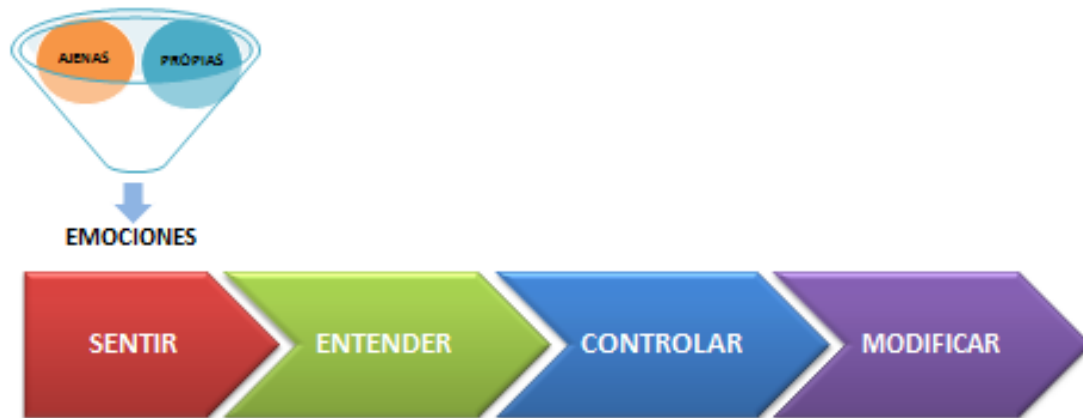 AJENAS
PROPIAS
EMOCIONES
SENTIR
ENTENDER
CONTROLAR
MODIFICAR